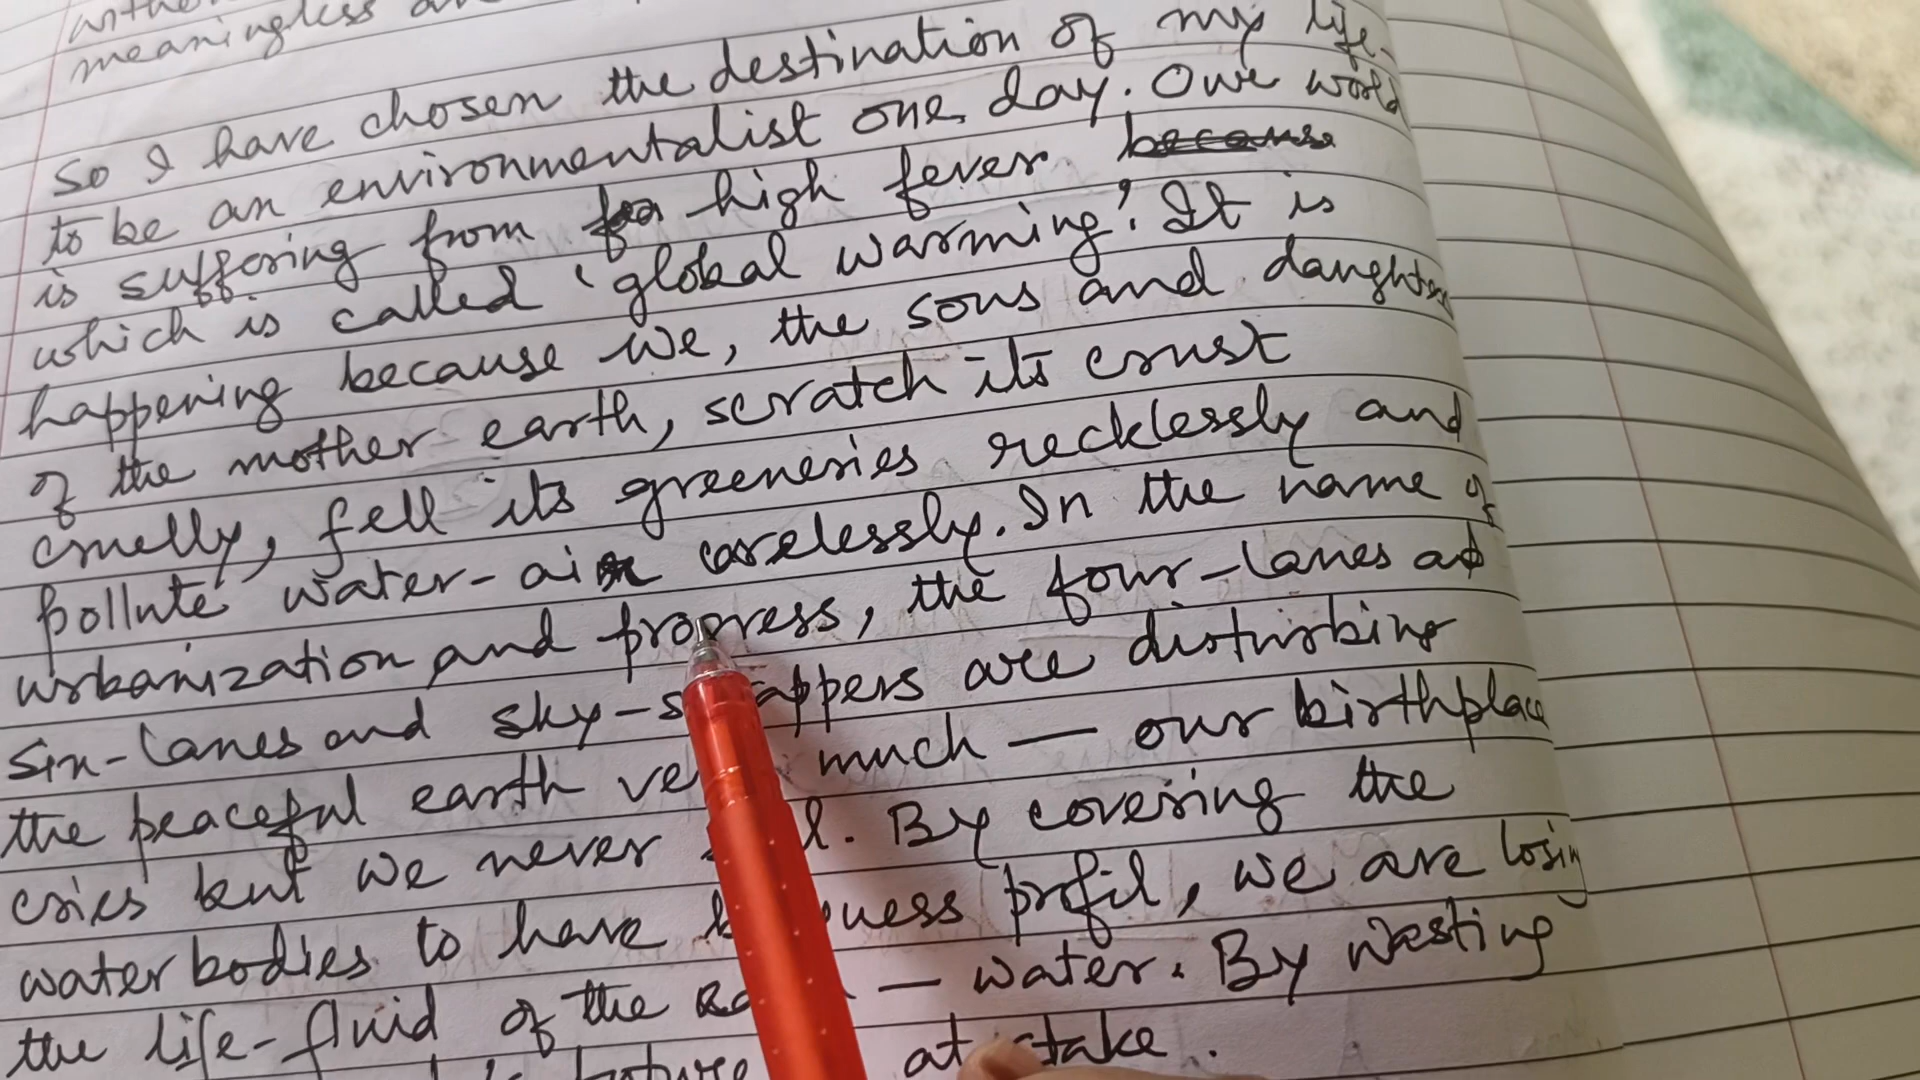 meaningless
So I have chosen the destination of my life
to be an environmentalist one day. Our world
is suffering from high fever because
which is called 'global warming'. It is
happening because we, the sons and daughters
of the mother earth, scratch its crust
cruelly, fell its greeneries recklessly and
pollute water-air carelessly. In the name of
urbanization and progress, the four-lanes and
six-lanes and sky-s appers are disturbing
the peaceful earth ve much — our birthplace
cries but we never By covering the
waterbodies to have profit, we are losing
the life-fluid of the — water. By wasting
at stake.